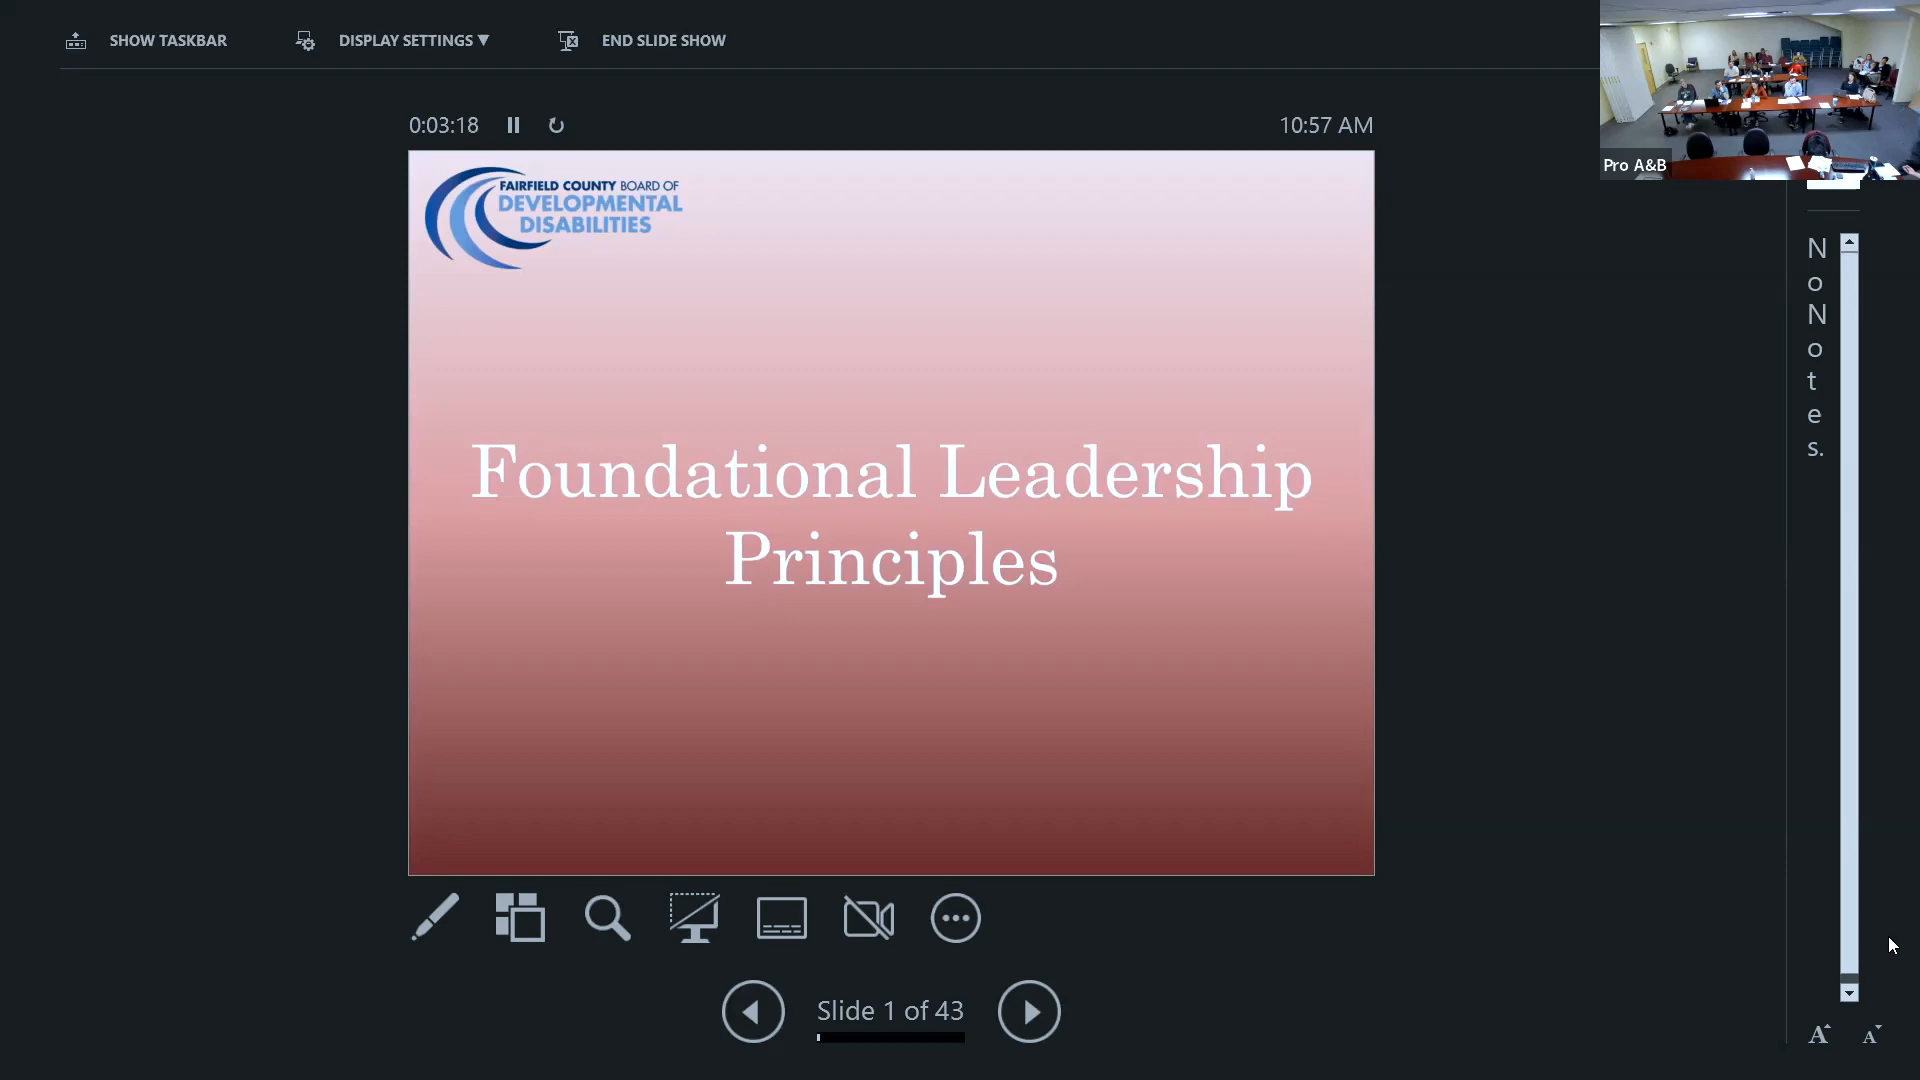 SHOW TASKBAR
DISPLAY SETTINGS ▼
END SLIDE SHOW
0:03:18
10:57 AM
Pro A&B
FAIRFIELD COUNTY BOARD OF
DEVELOPMENTAL
DISABILITIES
Foundational Leadership
Principles
N
o
N
o
t
e
s.
Slide 1 of 43
A A